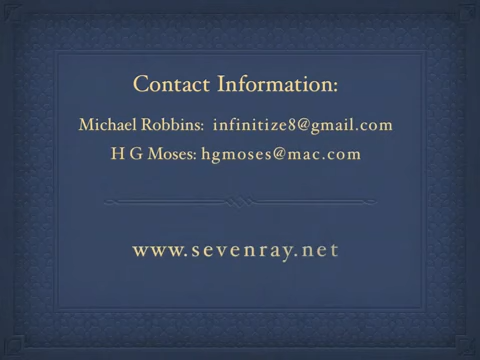 Contact Information:
Michael Robbins: infinitize8@gmail.com
H G Moses: hgmoses@mac.com
www.sevenray.net